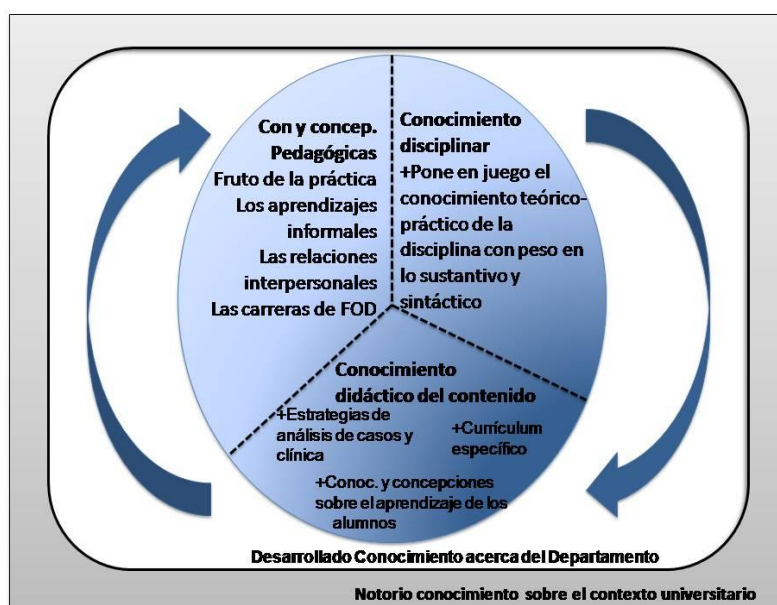 Con y concep.
Pedagógicas
Fruto de la práctica
Los aprendizajes
informales
Las relaciones
interpersonales
Las carreras de FOD
Conocimiento
disciplinar
+Pone en juego el
conocimiento teórico-
práctico de la
disciplina con peso en
lo sustantivo y
sintáctico
Conocimiento
didáctico del contenido
+Estrategias de
análisis de casos y
clínica
+Currículum
específico
+Conoc. y concepciones
sobre el aprendizaje de los
alumnos
Desarrollado Conocimiento acerca del Departamento
Notorio conocimiento sobre el contexto universitario